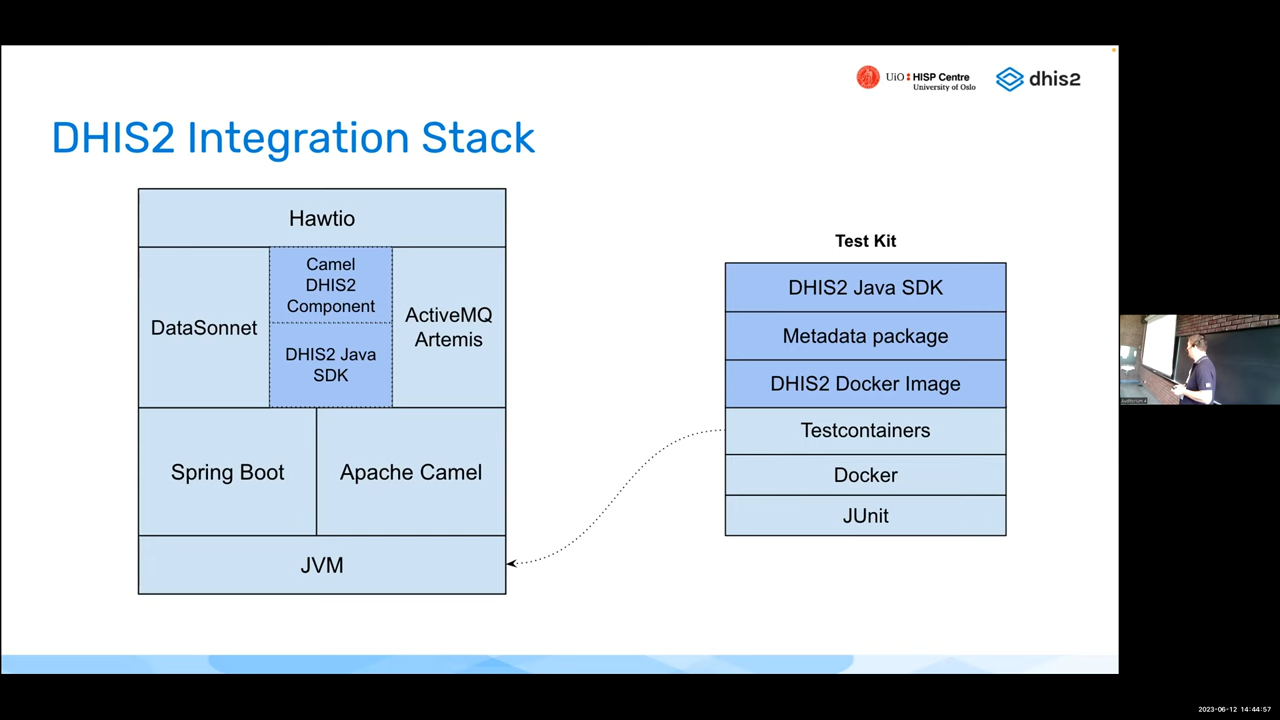 UiO HISP Centre
University of Oslo
dhis2
DHIS2 Integration Stack
Hawtio
DataSonnet
Camel
DHIS2
Component
DHIS2 Java
SDK
ActiveMQ
Artemis
Spring Boot
Apache Camel
JVM
Test Kit
DHIS2 Java SDK
Metadata package
DHIS2 Docker Image
Testcontainers
Docker
JUnit
2023-06-12 14:44:57